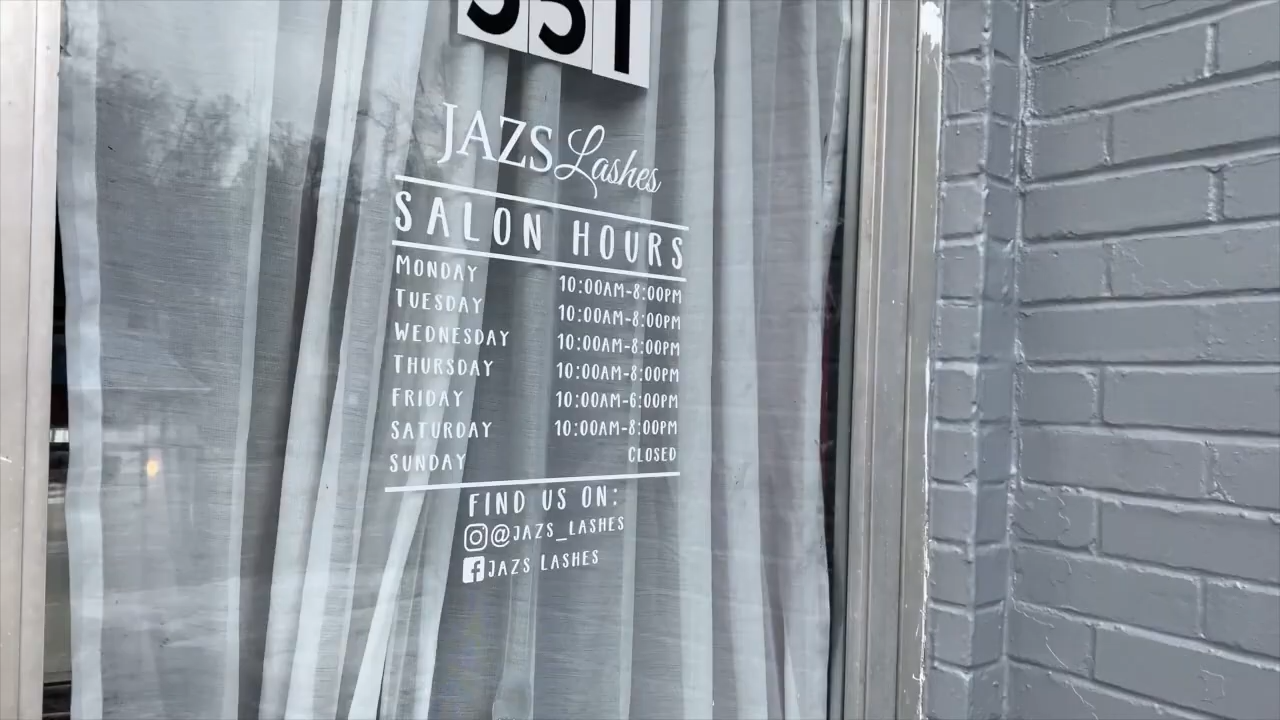 JAZS Lashes
SALON HOURS
MONDAY 10:00AM-8:00PM
TUESDAY 10:00AM-8:00PM
WEDNESDAY 10:00AM-8:00PM
THURSDAY 10:00AM-8:00PM
FRIDAY 10:00AM-6:00PM
SATURDAY 10:00AM-8:00PM
SUNDAY CLOSED
FIND US ON:
@JAZS_LASHES
JAZS LASHES